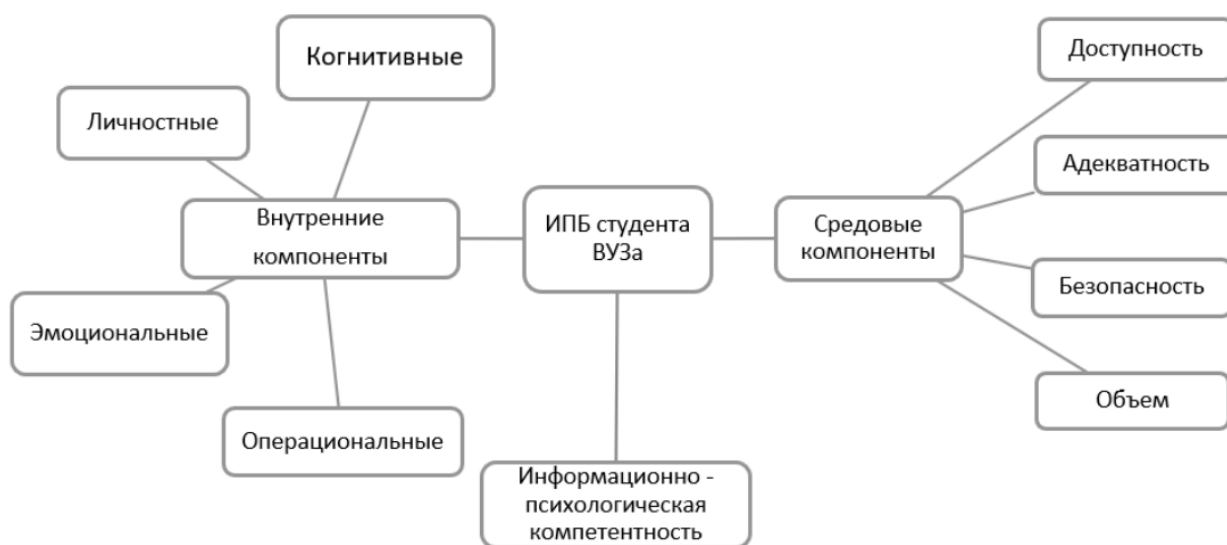 Когнитивные
Доступность
Личностные
Адекватность
Внутренние
компоненты
ИПБ студента
ВУЗа
Средовые
компоненты
Безопасность
Эмоциональные
Объем
Операциональные
Информационно -
психологическая
компетентность